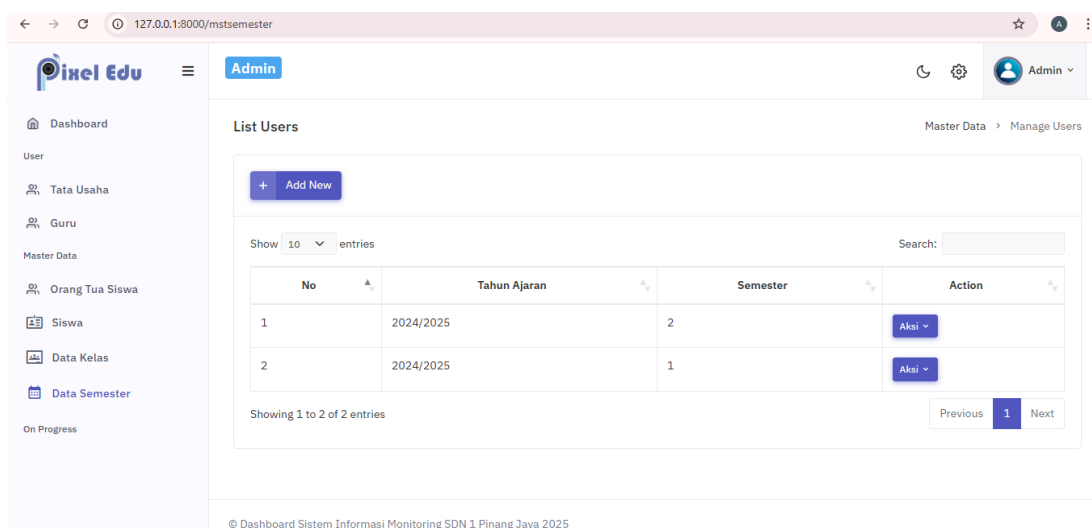 127.0.0.1:8000/mstsemester
A
Pixel Edu
Admin
Admin
Dashboard
User
Tata Usaha
Guru
Master Data
Orang Tua Siswa
Siswa
Data Kelas
Data Semester
On Progress
List Users
Master Data > Manage Users
+ Add New
Show 10 entries
Search:
No Tahun Ajaran Semester Action
1 2024/2025 2 Aksi
2 2024/2025 1 Aksi
Showing 1 to 2 of 2 entries
Previous 1 Next
© Dashboard Sistem Informasi Monitoring SDN 1 Pinang Jaya 2025